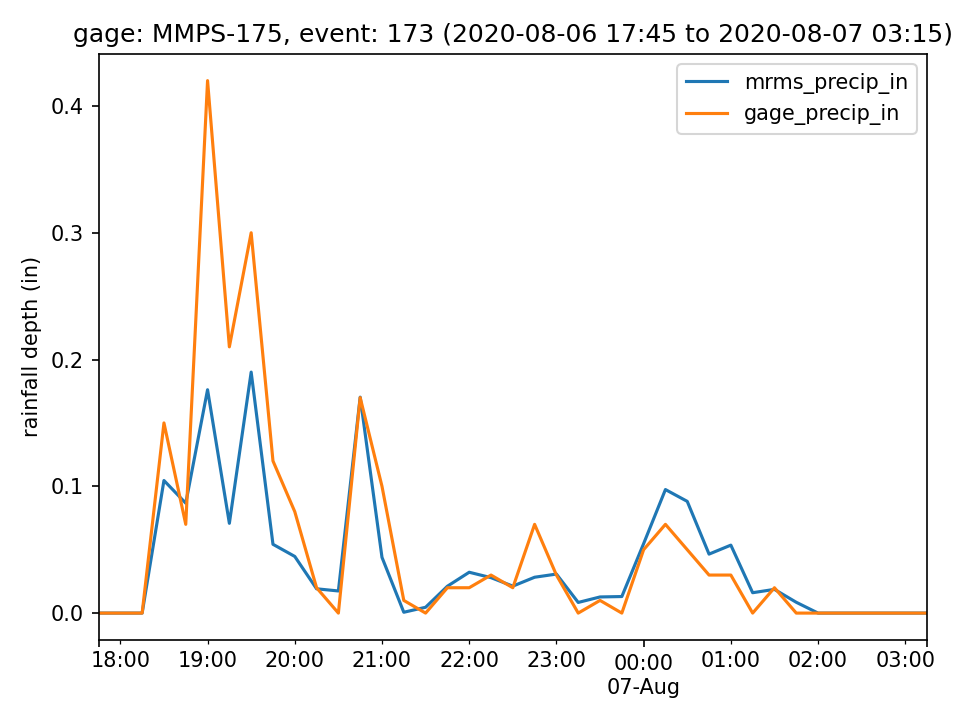 gage: MMPS-175, event: 173 (2020-08-06 17:45 to 2020-08-07 03:15)
mrms_precip_in
gage_precip_in
rainfall depth (in)
0.4
0.3
0.2
0.1
0.0
18:00 19:00 20:00 21:00 22:00 23:00 00:00 01:00 02:00 03:00
07-Aug